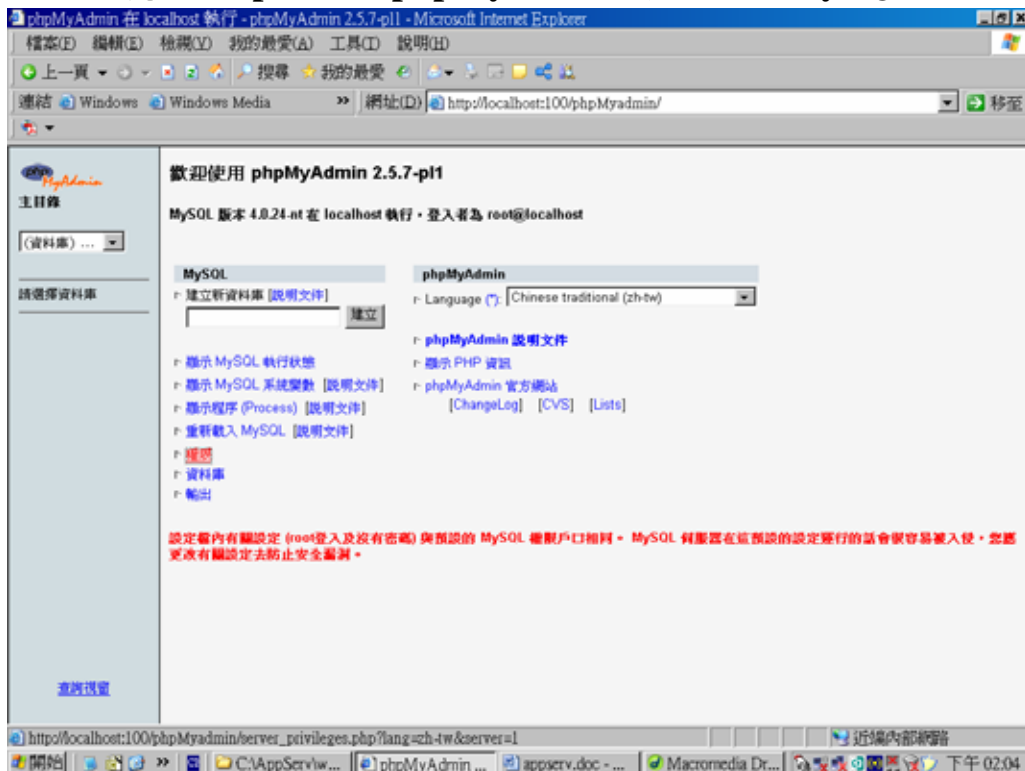 phpMyAdmin 在 localhost 執行 - phpMyAdmin 2.5.7-pl1 - Microsoft Internet Explorer
檔案(F) 編輯(E) 檢視(V) 我的最愛(A) 工具(T) 說明(H)
上一頁 搜尋 我的最愛
連結 Windows Windows Media » 網址(D) http://localhost:100/phpMyadmin/ 移至
php
MyAdmin
主目錄
(資料庫) ...
請選擇資料庫
歡迎使用 phpMyAdmin 2.5.7-pl1
MySQL 版本 4.0.24-nt 在 localhost 執行，登入者為 root@localhost
MySQL
建立新資料庫 [說明文件]
建立
顯示 MySQL 執行狀態
顯示 MySQL 系統變數 [說明文件]
顯示程序 (Process) [說明文件]
重新載入 MySQL [說明文件]
權限
資料庫
輸出
phpMyAdmin
Language (*): Chinese traditional (zh-tw)
phpMyAdmin 說明文件
顯示 PHP 資訊
phpMyAdmin 官方網站
[ChangeLog] [CVS] [Lists]
設定檔內有關設定 (root登入及沒有密碼) 與預設的 MySQL 權限戶口相同。 MySQL 伺服器在這預設的設定運行的話會很容易被入侵，您應
更改有關設定去防止安全漏洞。
查詢視窗
http://localhost:100/phpMyadmin/server_privileges.php?lang=zh-tw&server=1 近端內部網路
開始 » C:\AppServ\w... phpMyAdmin ... appserv.doc - ... Macromedia Dr... 下午 02:04